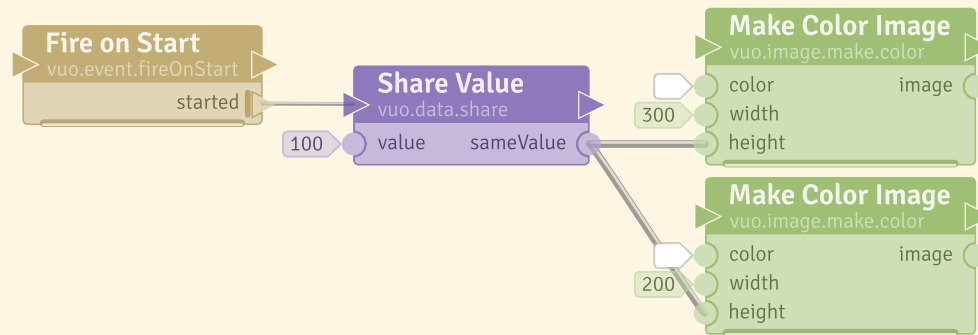 Fire on Start
vuo.event.fireOnStart
started
Share Value
vuo.data.share
100
value
sameValue
Make Color Image
vuo.image.make.color
color
image
300
width
height
Make Color Image
vuo.image.make.color
color
image
200
width
height